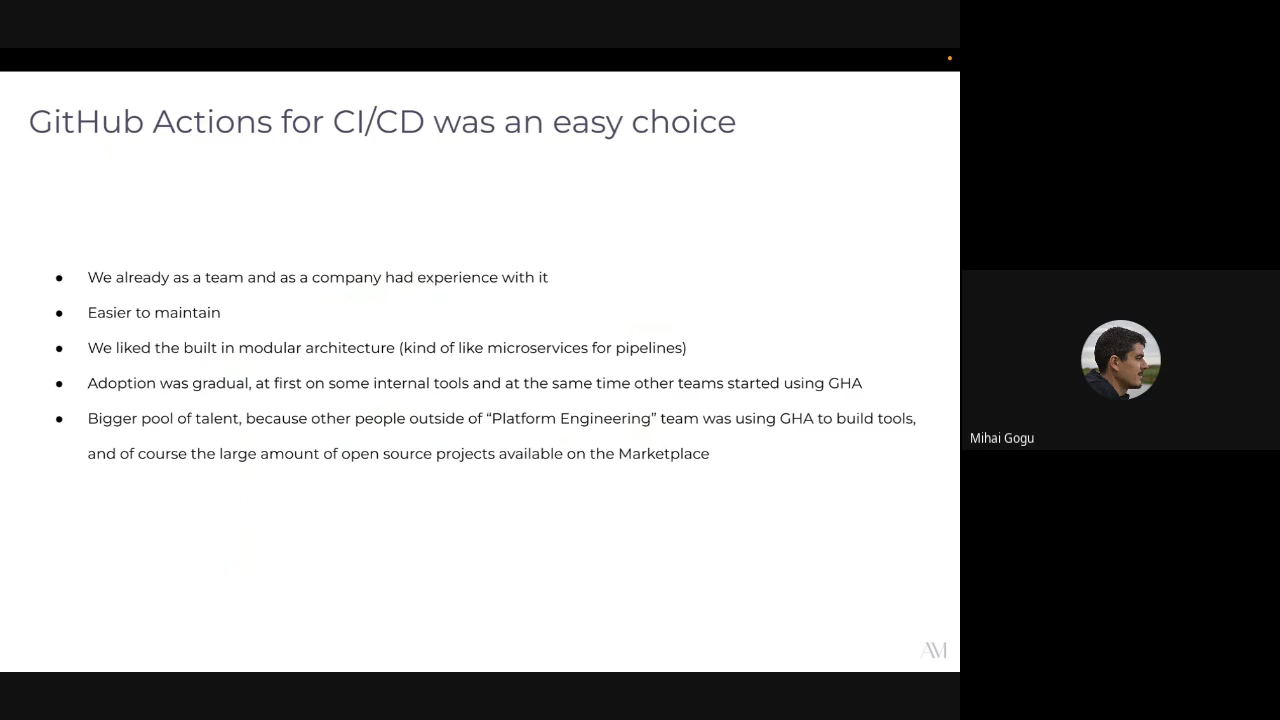 GitHub Actions for CI/CD was an easy choice
● We already as a team and as a company had experience with it
● Easier to maintain
● We liked the built in modular architecture (kind of like microservices for pipelines)
● Adoption was gradual, at first on some internal tools and at the same time other teams started using GHA
● Bigger pool of talent, because other people outside of “Platform Engineering” team was using GHA to build tools,
and of course the large amount of open source projects available on the Marketplace
AM
Mihai Gogu